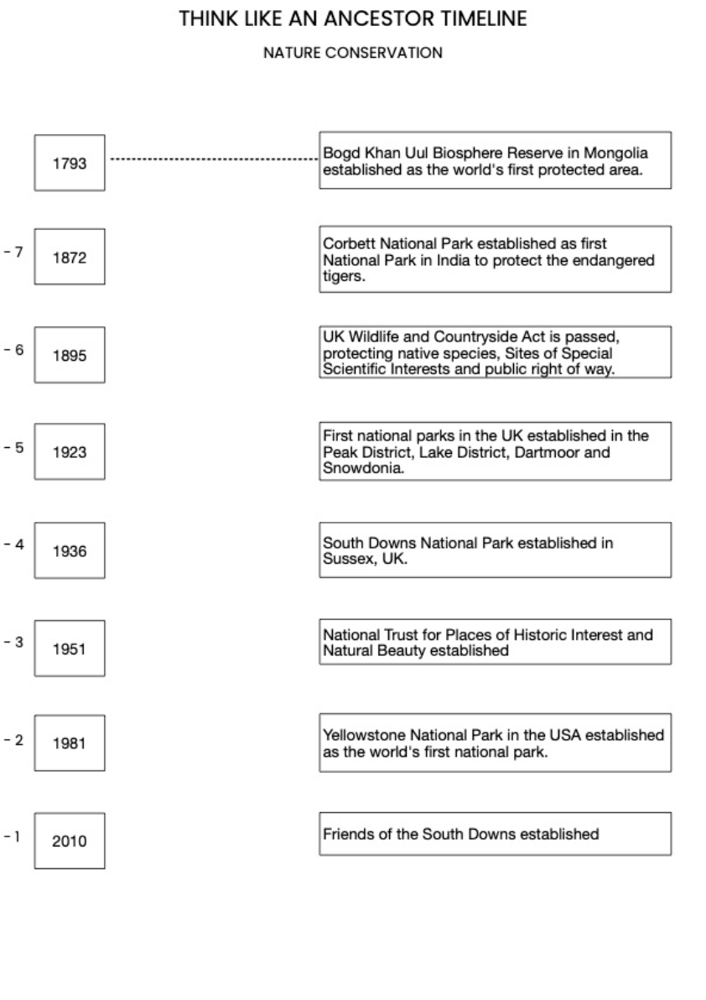 THINK LIKE AN ANCESTOR TIMELINE
NATURE CONSERVATION
1793
Bogd Khan Uul Biosphere Reserve in Mongolia
established as the world's first protected area.
- 7
1872
Corbett National Park established as first
National Park in India to protect the endangered
tigers.
- 6
1895
UK Wildlife and Countryside Act is passed,
protecting native species, Sites of Special
Scientific Interests and public right of way.
- 5
1923
First national parks in the UK established in the
Peak District, Lake District, Dartmoor and
Snowdonia.
- 4
1936
South Downs National Park established in
Sussex, UK.
- 3
1951
National Trust for Places of Historic Interest and
Natural Beauty established
- 2
1981
Yellowstone National Park in the USA established
as the world's first national park.
- 1
2010
Friends of the South Downs established